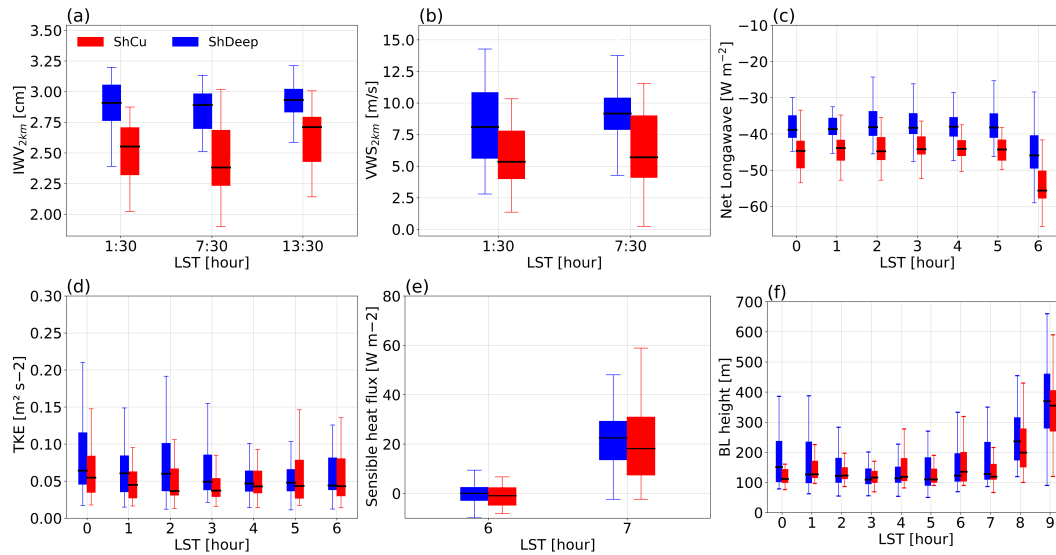 (a)
3.50
3.25
3.00
2.75
2.50
2.25
2.00
IWV2km [cm]
ShCu
ShDeep
1:30
7:30
13:30
LST [hour]
(b)
15.0
12.5
10.0
7.5
5.0
2.5
0.0
VWS2km [m/s]
1:30
7:30
LST [hour]
(c)
−10
−20
−30
−40
−50
−60
Net Longawave [W m−2]
0 1 2 3 4 5 6
LST [hour]
(d)
0.30
0.25
0.20
0.15
0.10
0.05
0.00
TKE [m² s−2]
0 1 2 3 4 5 6
LST [hour]
(e)
80
60
40
20
0
Sensible heat flux [W m−2]
6
7
LST [hour]
(f)
700
600
500
400
300
200
100
0
BL height [m]
0 1 2 3 4 5 6 7 8 9
LST [hour]